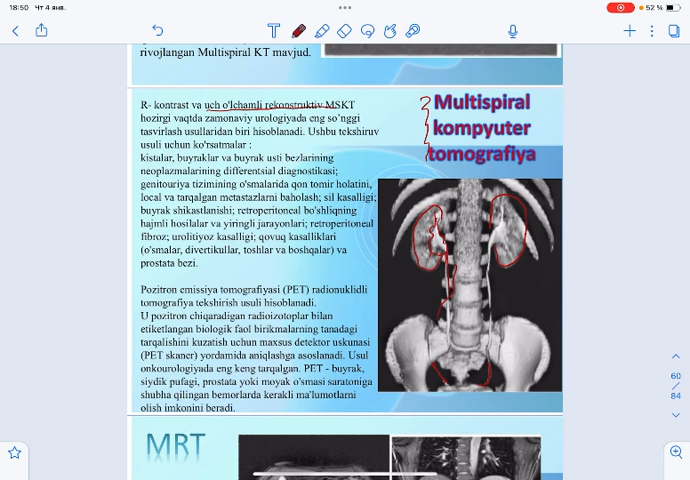 18:50 Чт 4 янв.
52 %
rivojlangan Multispiral KT mavjud.
R- kontrast va uch o'lchamli rekonstruktiv MSKT
hozirgi vaqtda zamonaviy urologiyada eng so'nggi
tasvirlash usullaridan biri hisoblanadi. Ushbu tekshiruv
usuli uchun ko'rsatmalar :
kistalar, buyraklar va buyrak usti bezlarining
neoplazmalarining differentsial diagnostikasi;
genitouriya tizimining o'smalarida qon tomir holatini,
local va tarqalgan metastazlarni baholash; sil kasalligi;
buyrak shikastlanishi; retroperitoneal bo'shliqning
hajmli hosilalar va yiringli jarayonlari; retroperitoneal
fibroz; urolitiyoz kasalligi; qovuq kasalliklari
(o'smalar, divertikullar, toshlar va boshqalar) va
prostata bezi.
Pozitron emissiya tomografiyasi (PET) radionuklidli
tomografiya tekshirish usuli hisoblanadi.
U pozitron chiqaradigan radioizotoplar bilan
etiketlangan biologik faol birikmalarning tanadagi
tarqalishini kuzatish uchun maxsus detektor uskunasi
(PET skaner) yordamida aniqlashga asoslanadi. Usul
onkourologiyada eng keng tarqalgan. PET - buyrak,
siydik pufagi, prostata yoki moyak o'smasi saratoniga
shubha qilingan bemorlarda kerakli ma'lumotlarni
olish imkonini beradi.
Multispiral
kompyuter
tomografiya
60
/
84
MRT